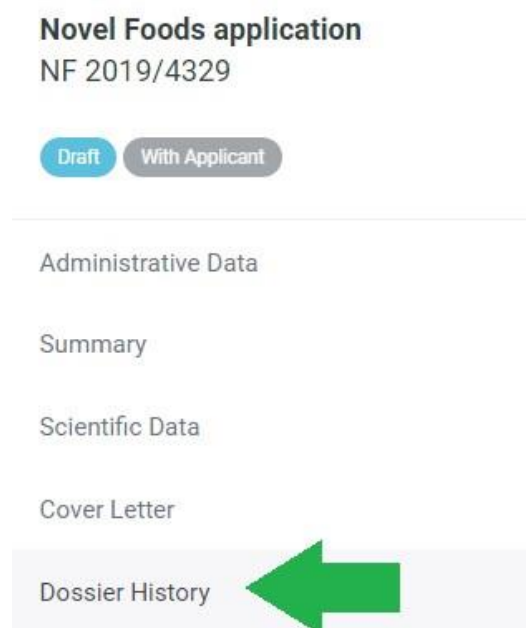 Novel Foods application
NF 2019/4329
Draft With Applicant
Administrative Data
Summary
Scientific Data
Cover Letter
Dossier History